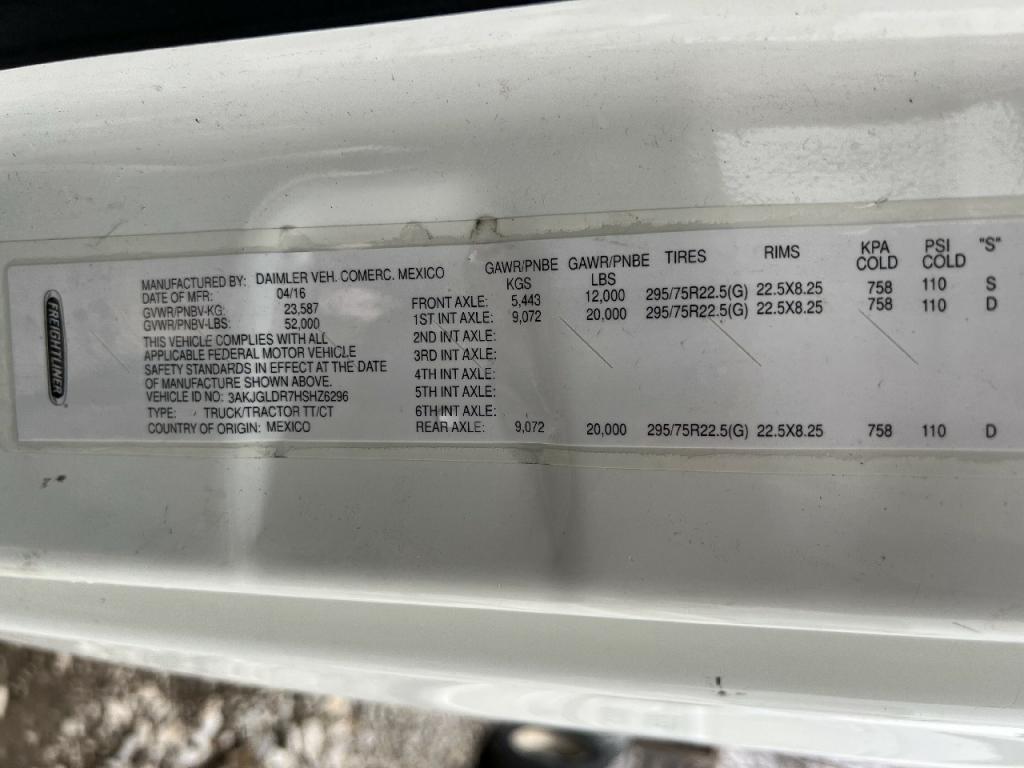 FREIGHTLINER
MANUFACTURED BY: DAIMLER VEH. COMERC. MEXICO
DATE OF MFR: 04/16
GVWR/PNBV-KG: 23,587
GVWR/PNBV-LBS: 52,000
THIS VEHICLE COMPLIES WITH ALL
APPLICABLE FEDERAL MOTOR VEHICLE
SAFETY STANDARDS IN EFFECT AT THE DATE
OF MANUFACTURE SHOWN ABOVE.
VEHICLE ID NO: 3AKJGLDR7HSHZ6296
TYPE: TRUCK/TRACTOR TT/CT
COUNTRY OF ORIGIN: MEXICO
GAWR/PNBE GAWR/PNBE TIRES RIMS KPA PSI "S"
KGS LBS COLD COLD
FRONT AXLE: 5,443 12,000 295/75R22.5(G) 22.5X8.25 758 110 S
1ST INT AXLE: 9,072 20,000 295/75R22.5(G) 22.5X8.25 758 110 D
2ND INT AXLE:
3RD INT AXLE:
4TH INT AXLE:
5TH INT AXLE:
6TH INT AXLE:
REAR AXLE: 9,072 20,000 295/75R22.5(G) 22.5X8.25 758 110 D